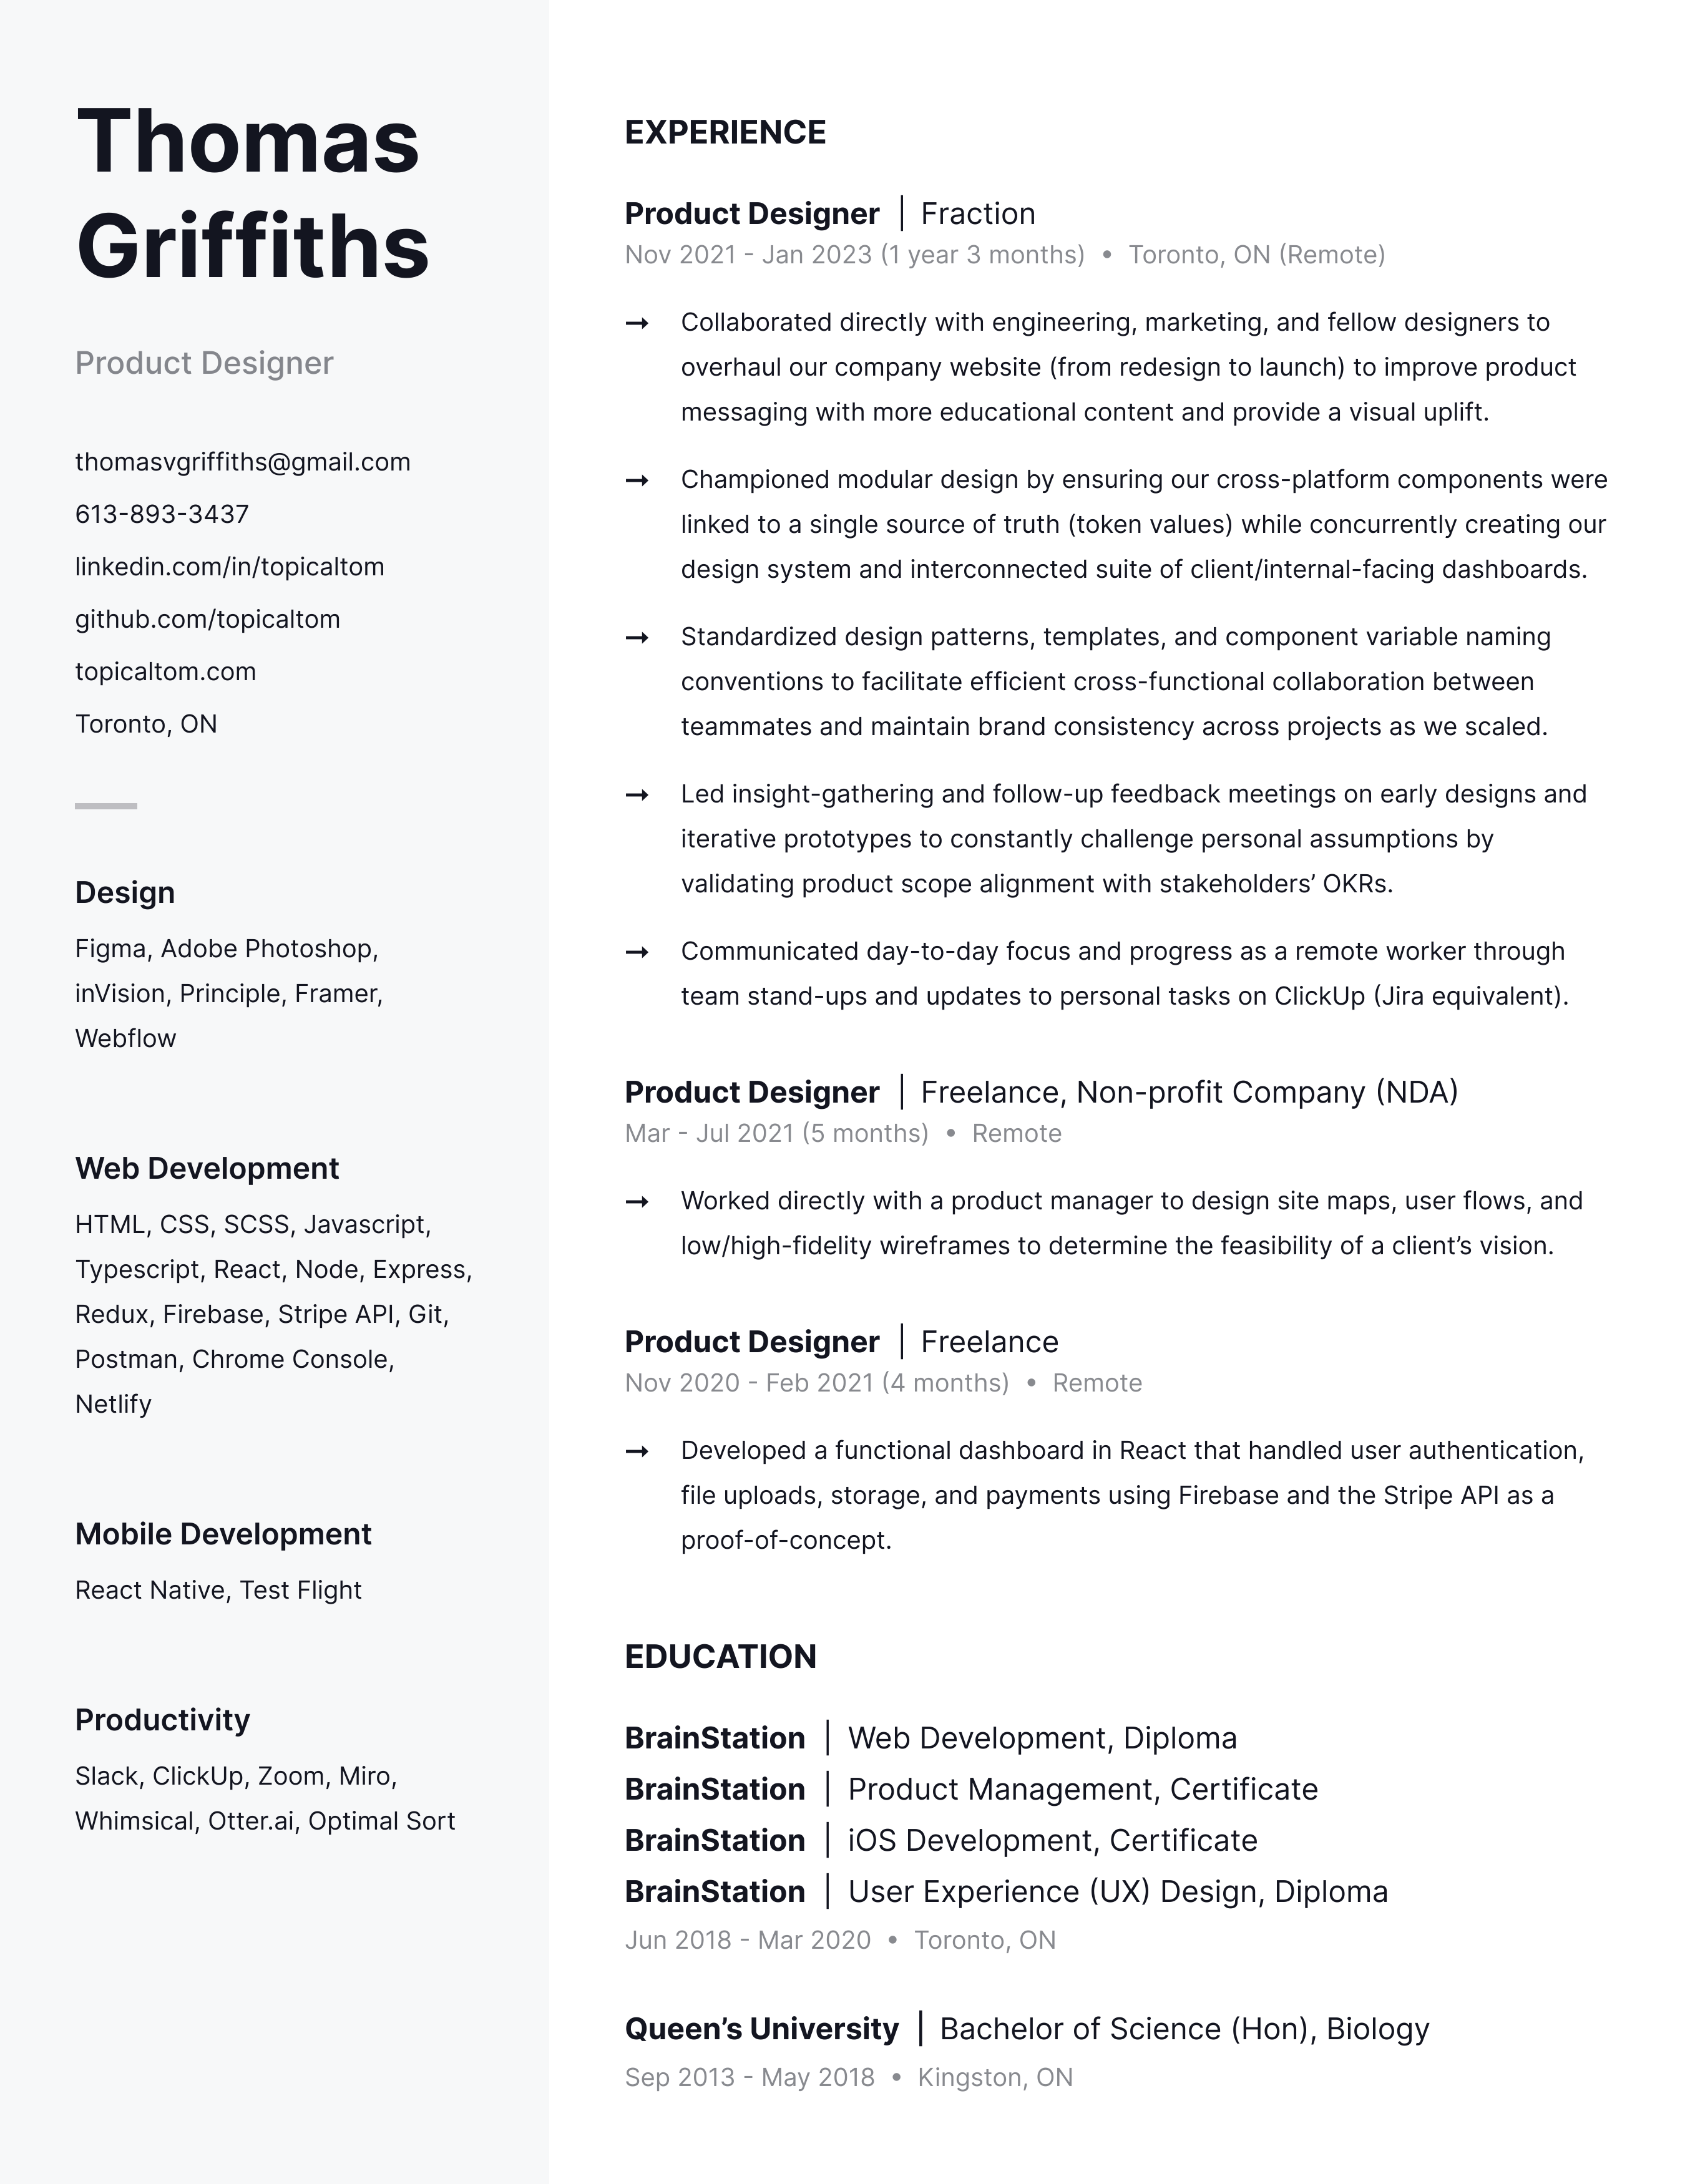 Thomas
Griffiths
Product Designer
thomasvgriffiths@gmail.com
613-893-3437
linkedin.com/in/topicaltom
github.com/topicaltom
topicaltom.com
Toronto, ON
Design
Figma, Adobe Photoshop,
inVision, Principle, Framer,
Webflow
Web Development
HTML, CSS, SCSS, Javascript,
Typescript, React, Node, Express,
Redux, Firebase, Stripe API, Git,
Postman, Chrome Console,
Netlify
Mobile Development
React Native, Test Flight
Productivity
Slack, ClickUp, Zoom, Miro,
Whimsical, Otter.ai, Optimal Sort
EXPERIENCE
Product Designer | Fraction
Nov 2021 - Jan 2023 (1 year 3 months) • Toronto, ON (Remote)
→ Collaborated directly with engineering, marketing, and fellow designers to
overhaul our company website (from redesign to launch) to improve product
messaging with more educational content and provide a visual uplift.
→ Championed modular design by ensuring our cross-platform components were
linked to a single source of truth (token values) while concurrently creating our
design system and interconnected suite of client/internal-facing dashboards.
→ Standardized design patterns, templates, and component variable naming
conventions to facilitate efficient cross-functional collaboration between
teammates and maintain brand consistency across projects as we scaled.
→ Led insight-gathering and follow-up feedback meetings on early designs and
iterative prototypes to constantly challenge personal assumptions by
validating product scope alignment with stakeholders’ OKRs.
→ Communicated day-to-day focus and progress as a remote worker through
team stand-ups and updates to personal tasks on ClickUp (Jira equivalent).
Product Designer | Freelance, Non-profit Company (NDA)
Mar - Jul 2021 (5 months) • Remote
→ Worked directly with a product manager to design site maps, user flows, and
low/high-fidelity wireframes to determine the feasibility of a client’s vision.
Product Designer | Freelance
Nov 2020 - Feb 2021 (4 months) • Remote
→ Developed a functional dashboard in React that handled user authentication,
file uploads, storage, and payments using Firebase and the Stripe API as a
proof-of-concept.
EDUCATION
BrainStation | Web Development, Diploma
BrainStation | Product Management, Certificate
BrainStation | iOS Development, Certificate
BrainStation | User Experience (UX) Design, Diploma
Jun 2018 - Mar 2020 • Toronto, ON
Queen’s University | Bachelor of Science (Hon), Biology
Sep 2013 - May 2018 • Kingston, ON